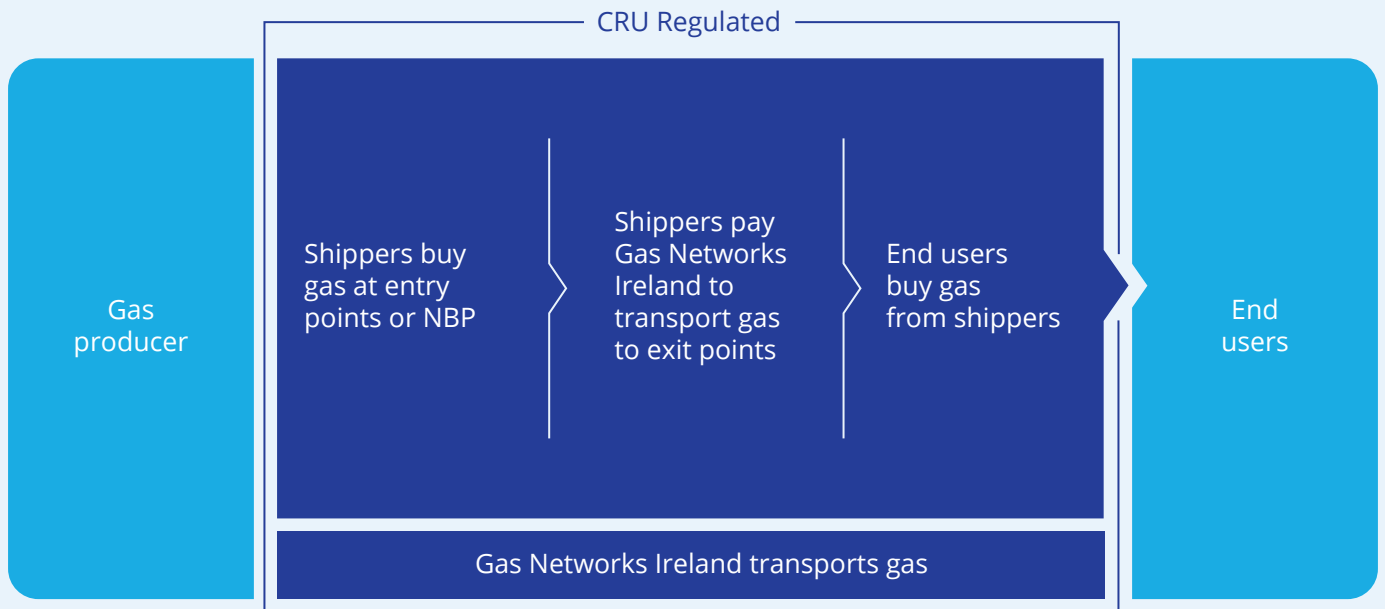 CRU Regulated
Gas
producer
Shippers buy
gas at entry
points or NBP
Shippers pay
Gas Networks
Ireland to
transport gas
to exit points
End users
buy gas
from shippers
End
users
Gas Networks Ireland transports gas